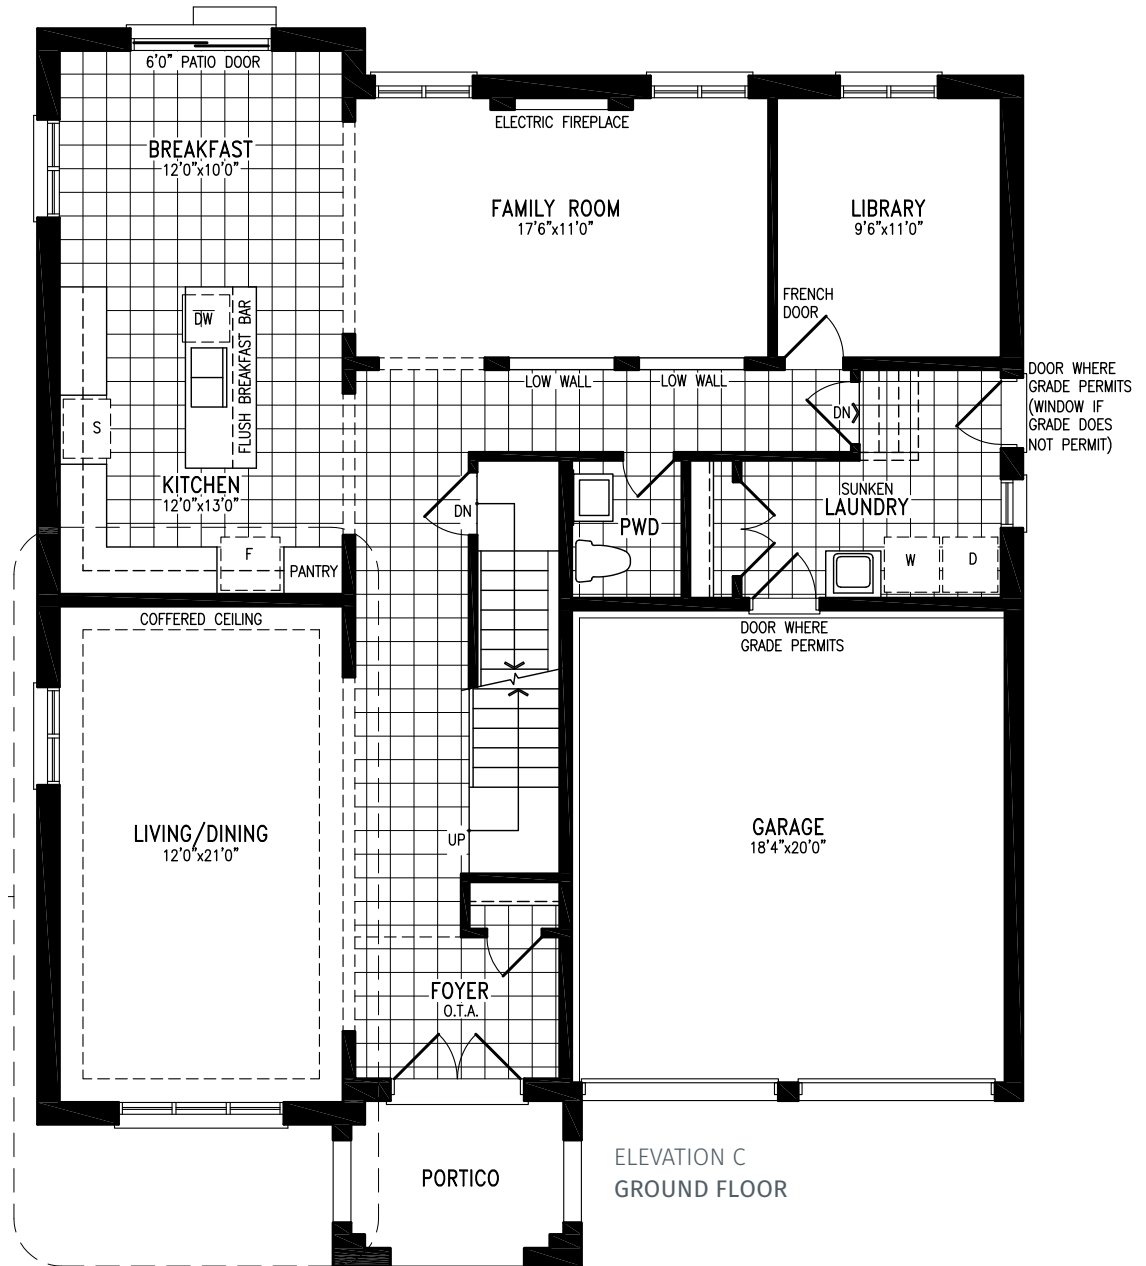 6'0" PATIO DOOR
ELECTRIC FIREPLACE
BREAKFAST
12'0"x10'0"
FAMILY ROOM
17'6"x11'0"
LIBRARY
9'6"x11'0"
FRENCH
DOOR
DW
FLUSH BREAKFAST BAR
LOW WALL
LOW WALL
DOOR WHERE
GRADE PERMITS
(WINDOW IF
GRADE DOES
NOT PERMIT)
DN
S
KITCHEN
12'0"x13'0"
SUNKEN
LAUNDRY
DN
PWD
F
PANTRY
W
D
COFFERED CEILING
DOOR WHERE
GRADE PERMITS
LIVING/DINING
12'0"x21'0"
UP
GARAGE
18'4"x20'0"
FOYER
O.T.A.
PORTICO
ELEVATION C
GROUND FLOOR